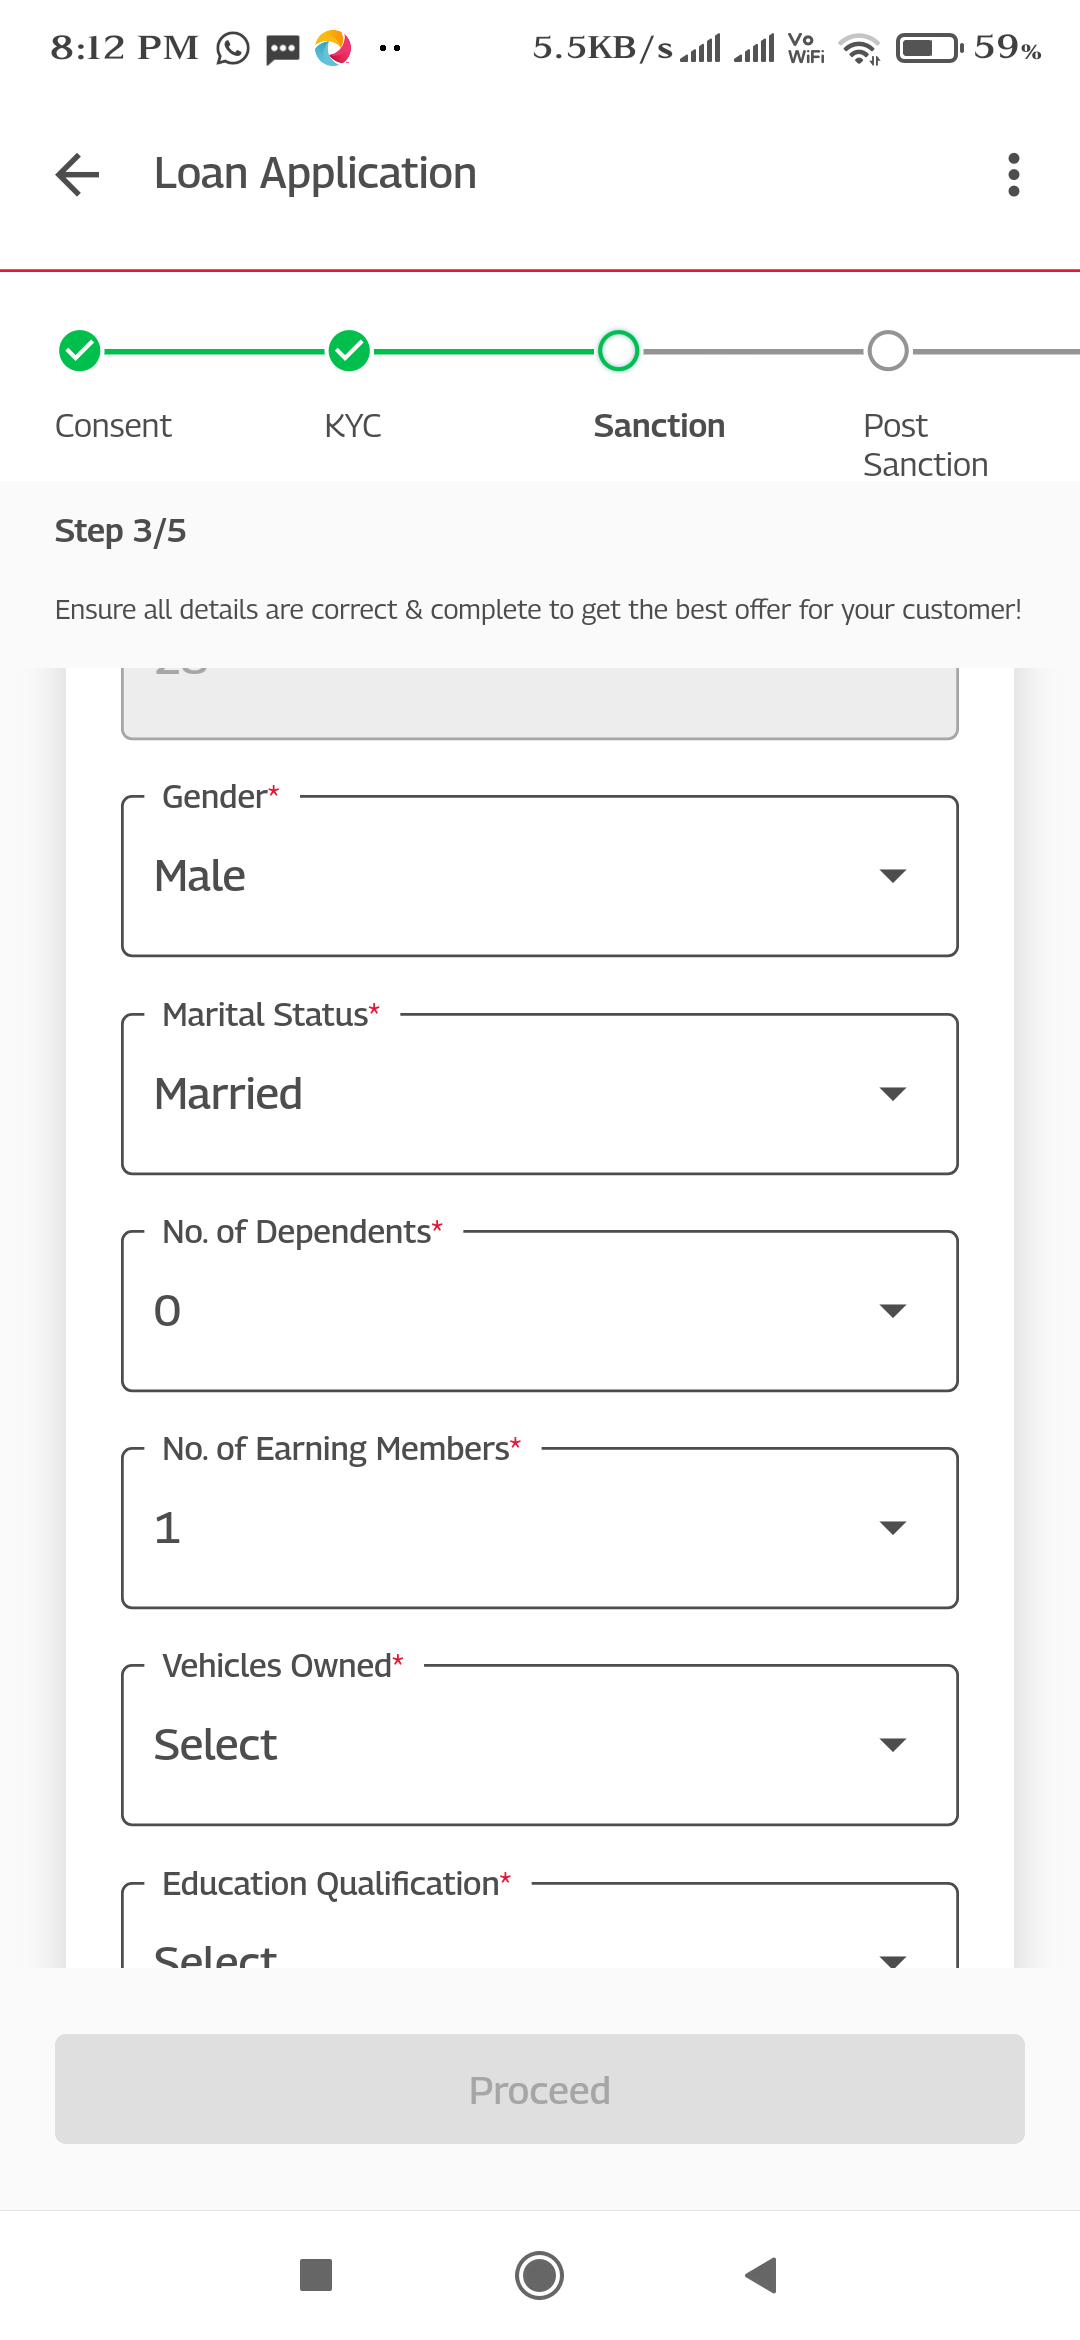 8:12 PM
5.5KB/s
Vo WiFi
59%
Loan Application
Consent
KYC
Sanction
Post Sanction
Step 3/5
Ensure all details are correct & complete to get the best offer for your customer!
Gender*
Male
Marital Status*
Married
No. of Dependents*
0
No. of Earning Members*
1
Vehicles Owned*
Select
Education Qualification*
Select
Proceed